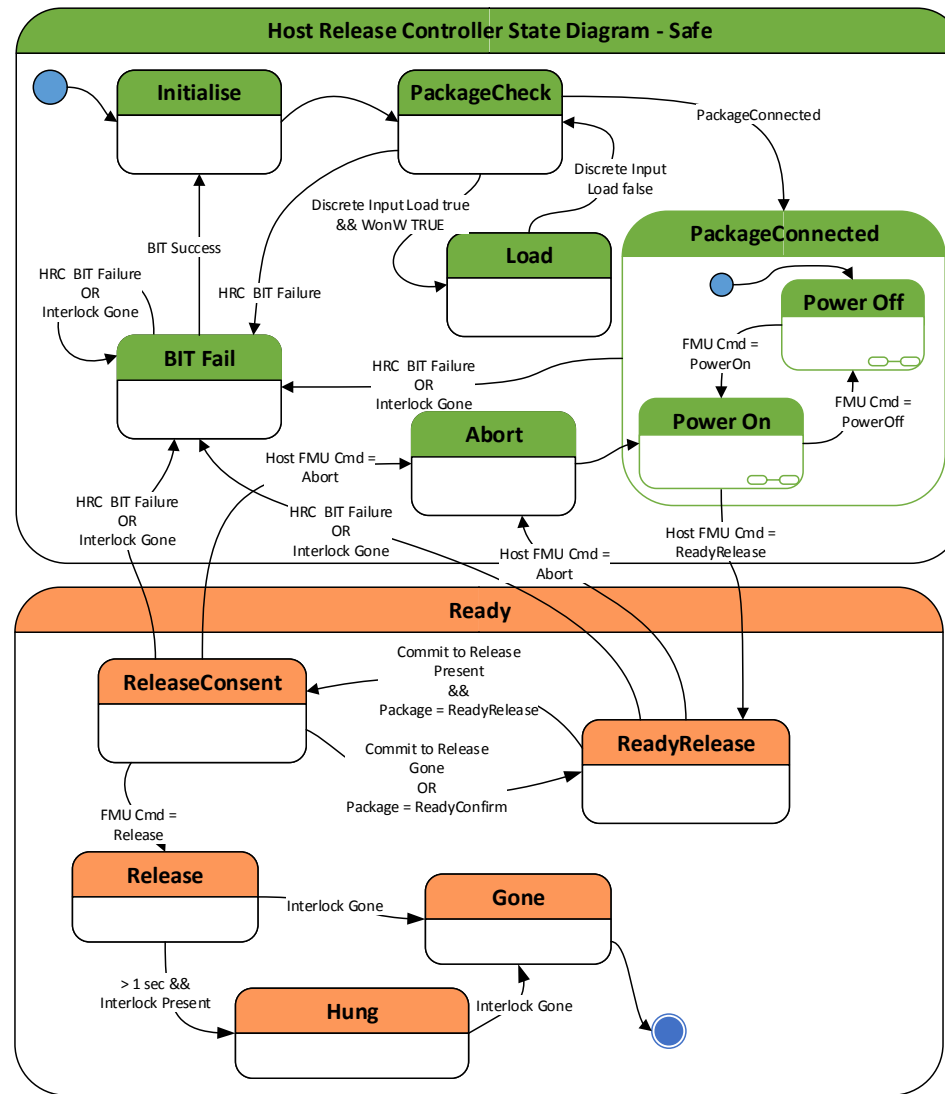 Host Release Controller State Diagram - Safe
Initialise
PackageCheck
PackageConnected
Discrete Input
Load false
Discrete Input Load true
&& WonW TRUE
PackageConnected
Load
BIT Success
HRC BIT Failure
OR
Interlock Gone
HRC BIT Failure
Power Off
BIT Fail
FMU Cmd =
PowerOn
HRC BIT Failure
OR
Interlock Gone
FMU Cmd =
PowerOff
Abort
Power On
Host FMU Cmd =
Abort
HRC BIT Failure
OR
Interlock Gone
HRC BIT Failure
OR
Interlock Gone
Host FMU Cmd =
Abort
Host FMU Cmd =
ReadyRelease
Ready
ReleaseConsent
Commit to Release
Present
&&
Package = ReadyRelease
ReadyRelease
Commit to Release
Gone
OR
Package = ReadyConfirm
FMU Cmd =
Release
Release
Gone
Interlock Gone
> 1 sec &&
Interlock Present
Hung
Interlock Gone